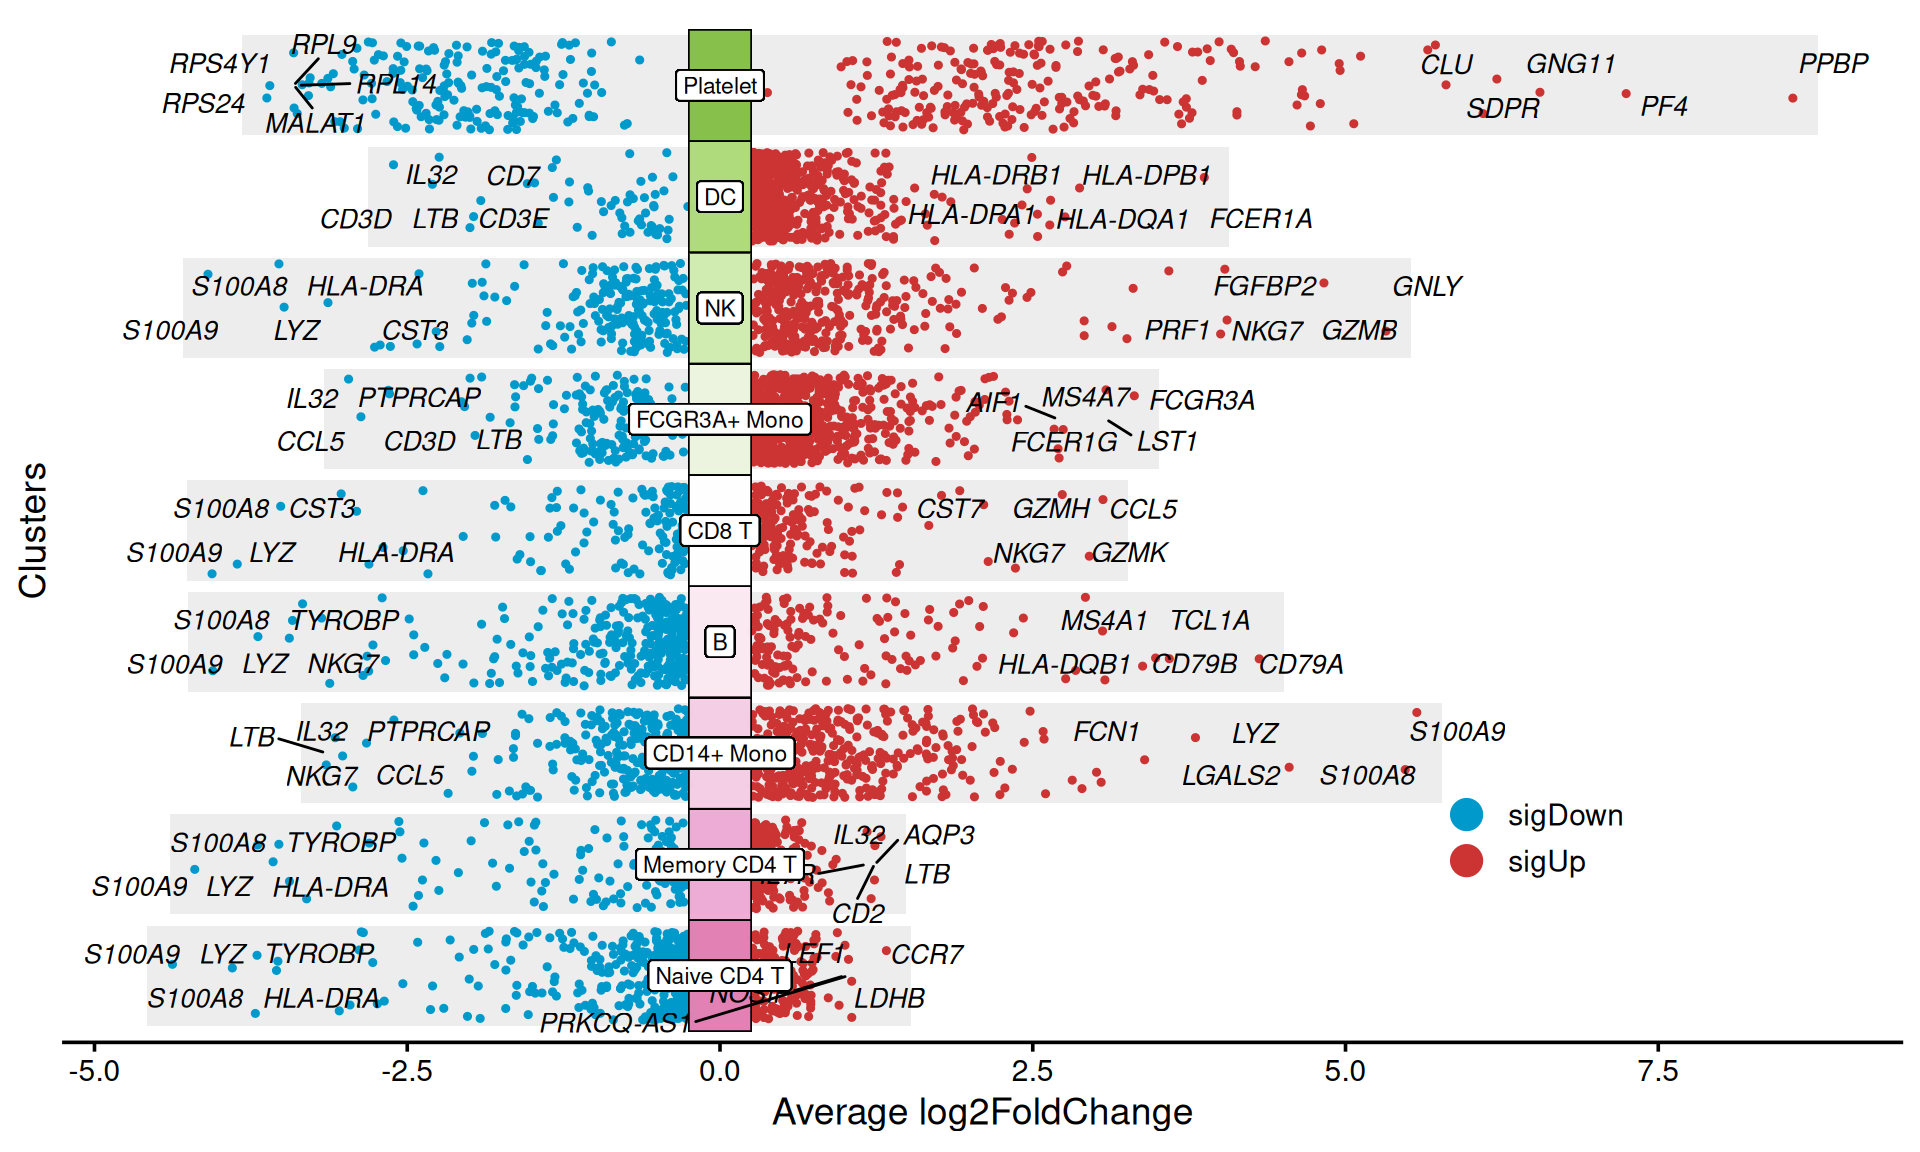 RPL9
RPS4Y1
RPL14
RPS24
MALAT1
Platelet
CLU
GNG11
PPBP
SDPR
PF4
IL32
CD7
CD3D
LTB
CD3E
DC
HLA-DRB1
HLA-DPB1
HLA-DPA1
HLA-DQA1
FCER1A
S100A8
HLA-DRA
S100A9
LYZ
CST3
NK
FGFBP2
GNLY
PRF1
NKG7
GZMB
IL32
PTPRCAP
CCL5
CD3D
LTB
FCGR3A+ Mono
AIF1
MS4A7
FCGR3A
FCER1G
LST1
S100A8
CST3
S100A9
LYZ
HLA-DRA
CD8 T
CST7
GZMH
CCL5
NKG7
GZMK
S100A8
TYROBP
S100A9
LYZ
NKG7
B
MS4A1
TCL1A
HLA-DQB1
CD79B
CD79A
LTB
IL32
PTPRCAP
NKG7
CCL5
CD14+ Mono
FCN1
LYZ
S100A9
LGALS2
S100A8
S100A8
TYROBP
S100A9
LYZ
HLA-DRA
Memory CD4 T
IL32
AQP3
LTB
CD2
S100A9
LYZ
TYROBP
S100A8
HLA-DRA
Naive CD4 T
LEF1
CCR7
LDHB
PRKCQ-AS1
sigDown
sigUp
Clusters
-5.0
-2.5
0.0
2.5
5.0
7.5
Average log2FoldChange